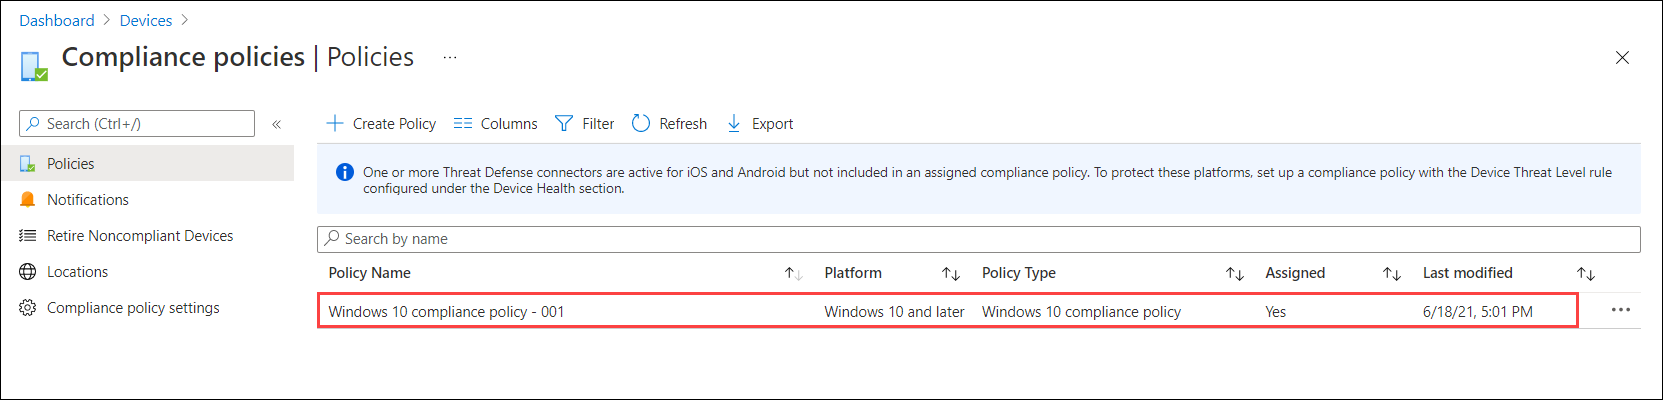 Dashboard > Devices >
Compliance policies | Policies ...
Search (Ctrl+/) «
Policies
Notifications
Retire Noncompliant Devices
Locations
Compliance policy settings
Create Policy Columns Filter Refresh Export
One or more Threat Defense connectors are active for iOS and Android but not included in an assigned compliance policy. To protect these platforms, set up a compliance policy with the Device Threat Level rule
configured under the Device Health section.
Search by name
Policy Name Platform Policy Type Assigned Last modified
Windows 10 compliance policy - 001 Windows 10 and later Windows 10 compliance policy Yes 6/18/21, 5:01 PM ...